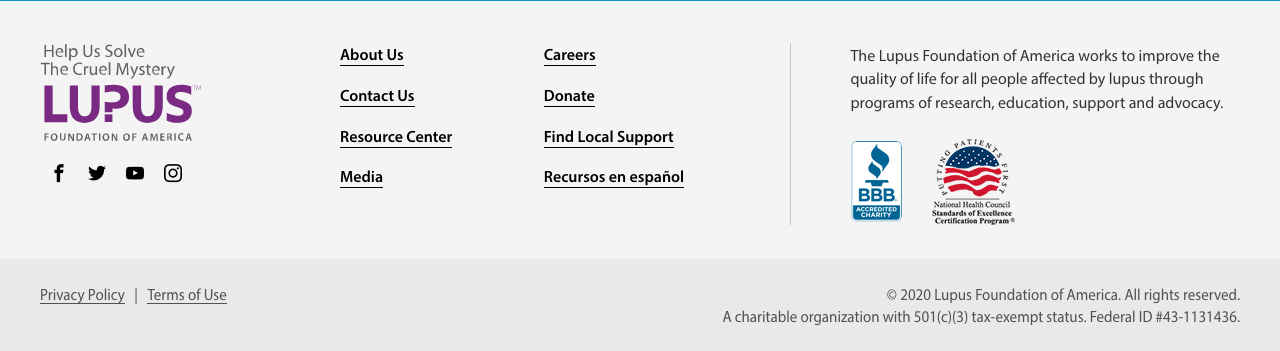 Help Us Solve
The Cruel Mystery
LUPUS™
FOUNDATION OF AMERICA
About Us
Contact Us
Resource Center
Media
Careers
Donate
Find Local Support
Recursos en español
The Lupus Foundation of America works to improve the
quality of life for all people affected by lupus through
programs of research, education, support and advocacy.
BBB
ACCREDITED
CHARITY
PUTTING PATIENTS FIRST
National Health Council
Standards of Excellence
Certification Program®
Privacy Policy | Terms of Use
© 2020 Lupus Foundation of America. All rights reserved.
A charitable organization with 501(c)(3) tax-exempt status. Federal ID #43-1131436.